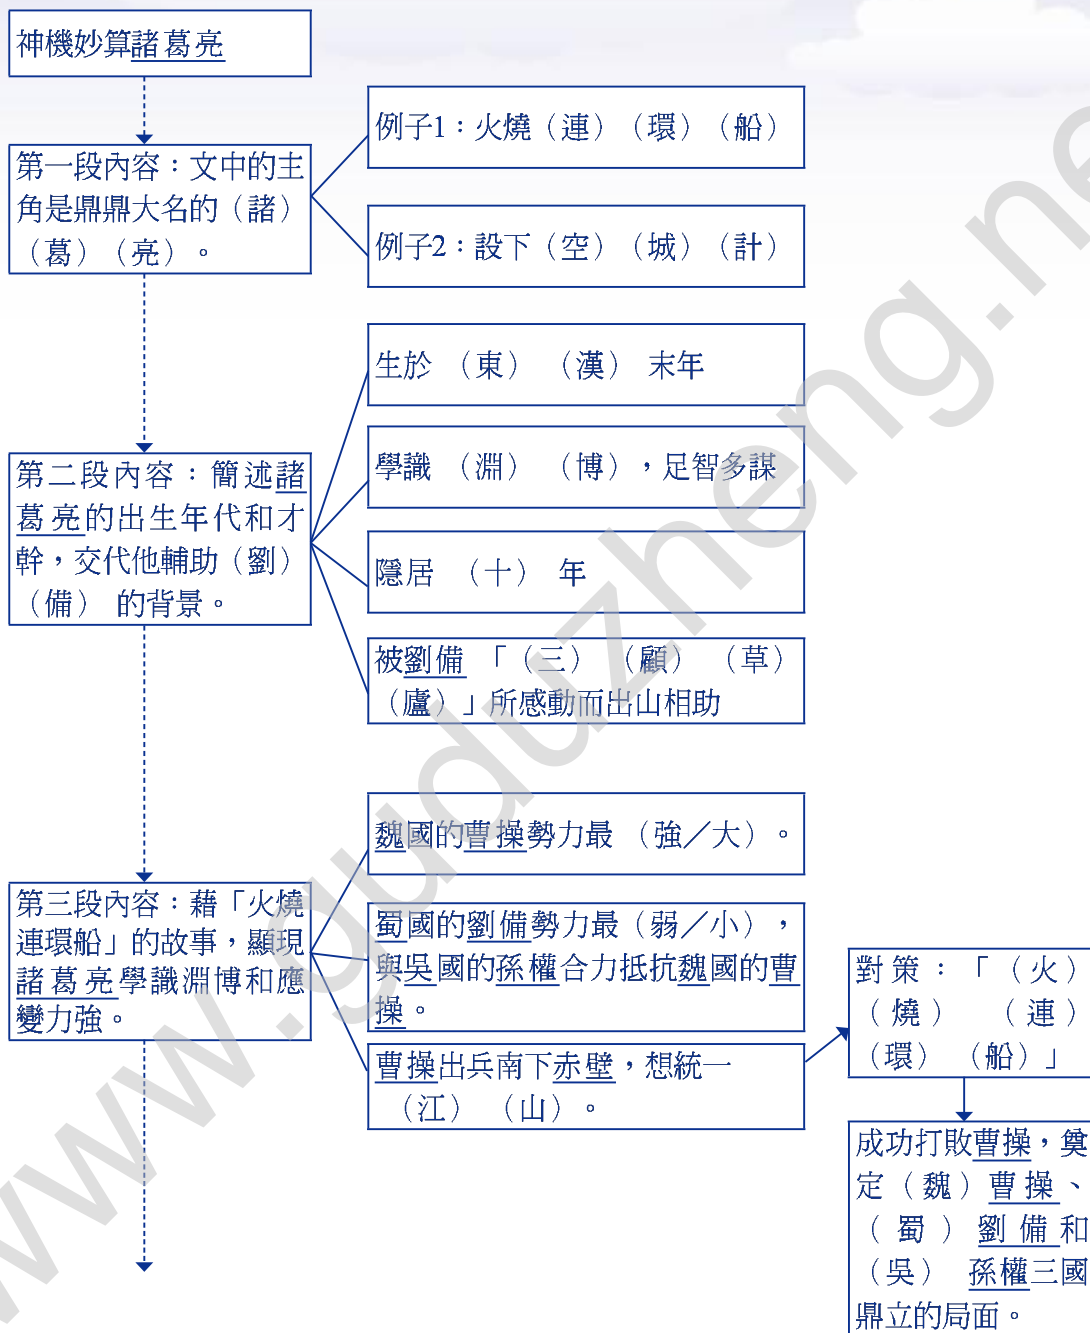 神機妙算諸葛亮
第一段內容：文中的主
角是鼎鼎大名的（諸）
（葛）（亮）。
例子1：火燒（連）（環）（船）
例子2：設下（空）（城）（計）
第二段內容：簡述諸
葛亮的出生年代和才
幹，交代他輔助（劉）
（備） 的背景。
生於 （東） （漢） 末年
學識 （淵） （博），足智多謀
隱居 （十） 年
被劉備 「（三） （顧） （草）
（廬）」所感動而出山相助
第三段內容：藉「火燒
連環船」的故事，顯現
諸葛亮學識淵博和應
變力強。
魏國的曹操勢力最 （強／大）。
蜀國的劉備勢力最（弱／小），
與吳國的孫權合力抵抗魏國的曹
操。
曹操出兵南下赤壁，想統一
（江） （山）。
對策：「（火）
（燒） （連）
（環） （船）」
成功打敗曹操，奠
定（魏）曹操、
（蜀）劉備和
（吳） 孫權三國
鼎立的局面。
www.guduzheng.ne